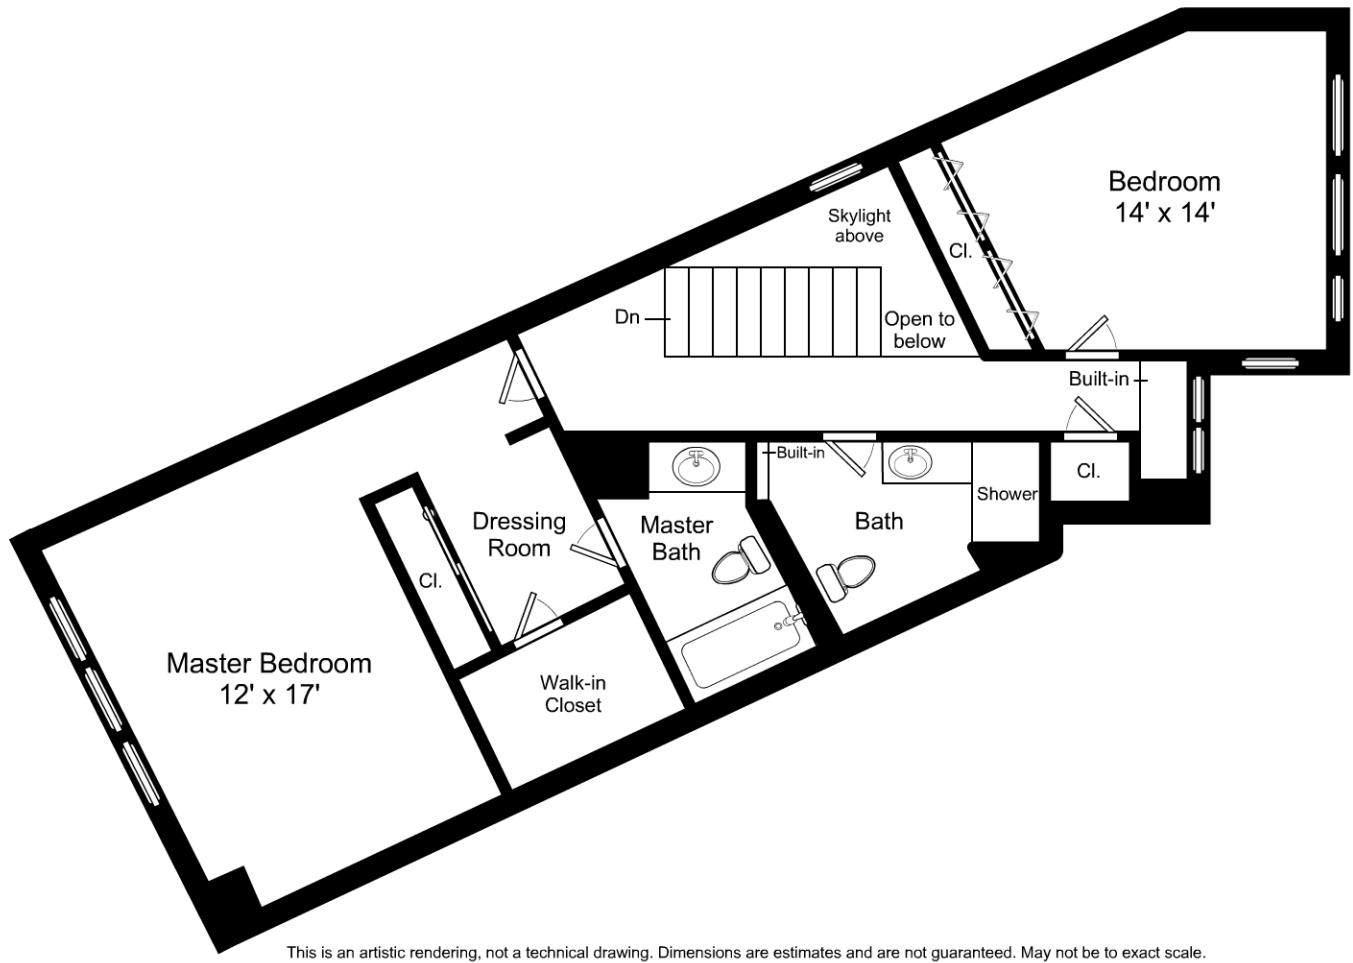 Bedroom
14' x 14'
Skylight
above
Cl.
Dn
Open to
below
Built-in
Built-in
Cl.
Shower
Dressing
Room
Master
Bath
Bath
Cl.
Master Bedroom
12' x 17'
Walk-in
Closet
This is an artistic rendering, not a technical drawing. Dimensions are estimates and are not guaranteed. May not be to exact scale.